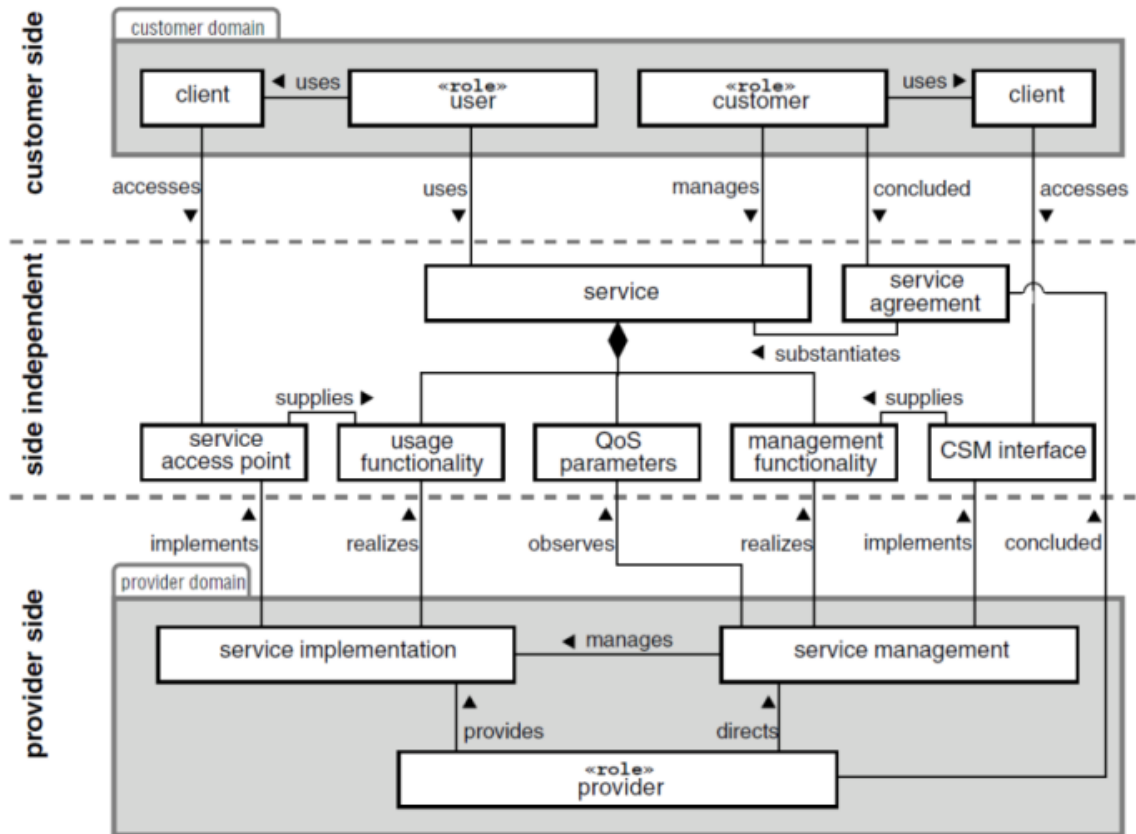 customer side
customer domain
client
◄ uses
«role»
user
«role»
customer
uses ►
client
accesses
▼
uses
▼
manages
▼
concluded
▼
accesses
▼
side independent
service
service
agreement
◄ substantiates
supplies ►
◄ supplies
service
access point
usage
functionality
QoS
parameters
management
functionality
CSM interface
▲
implements
▲
realizes
▲
observes
▲
realizes
▲
implements
▲
concluded
provider side
provider domain
service implementation
◄ manages
service management
▲
provides
▲
directs
«role»
provider